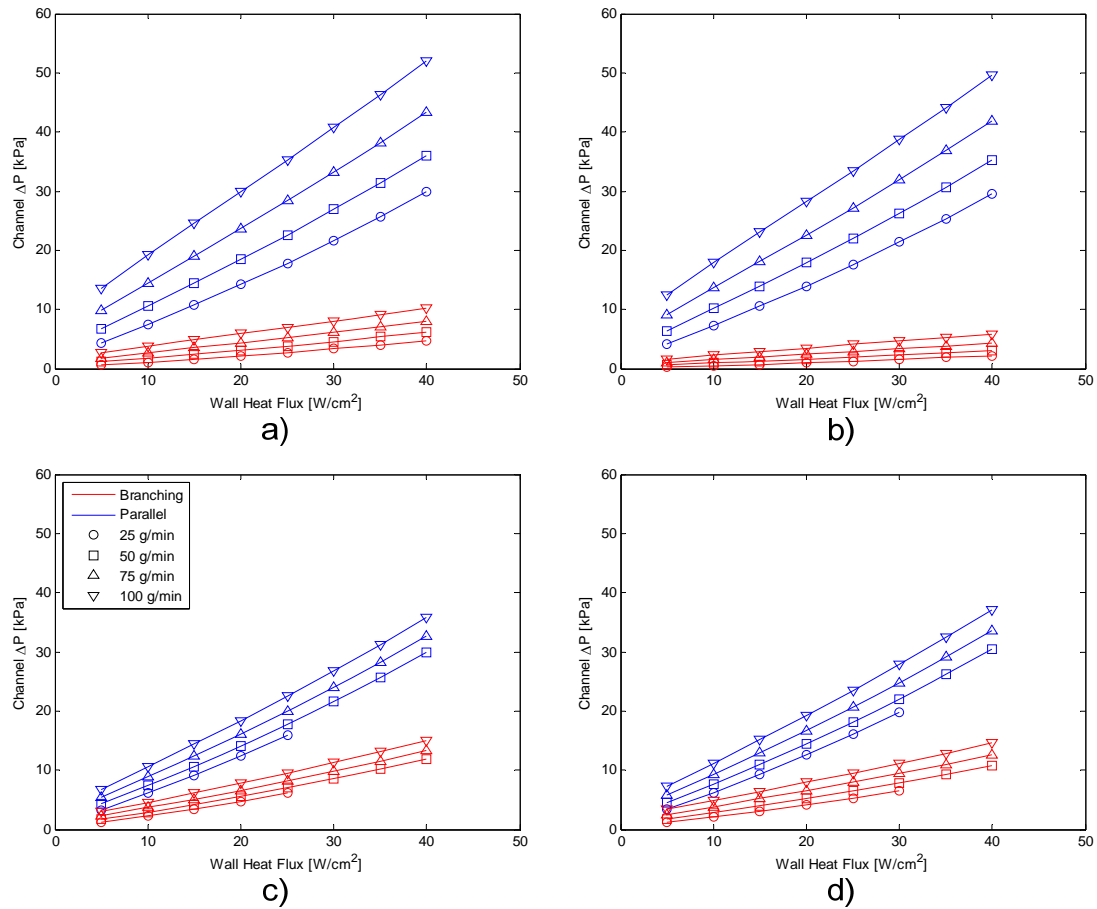 60
50
40
30
20
10
0
Channel ΔP [kPa]
0 10 20 30 40 50
Wall Heat Flux [W/cm²]
a)
60
50
40
30
20
10
0
Channel ΔP [kPa]
0 10 20 30 40 50
Wall Heat Flux [W/cm²]
b)
60
50
40
30
20
10
0
Channel ΔP [kPa]
Branching
Parallel
25 g/min
50 g/min
75 g/min
100 g/min
0 10 20 30 40 50
Wall Heat Flux [W/cm²]
c)
60
50
40
30
20
10
0
Channel ΔP [kPa]
0 10 20 30 40 50
Wall Heat Flux [W/cm²]
d)